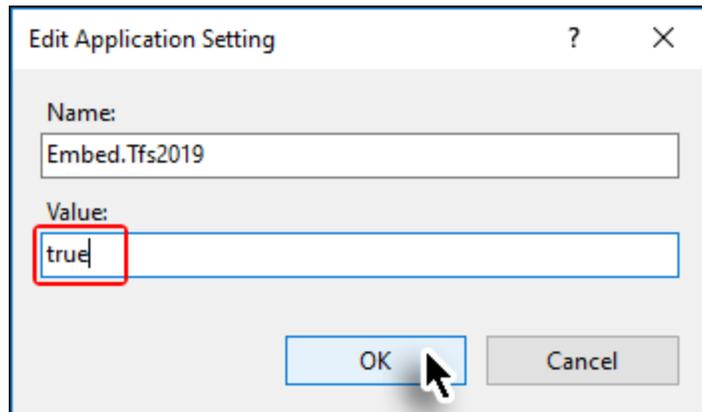 Edit Application Setting ?
Name:
Embed.Tfs2019
Value:
true
OK Cancel